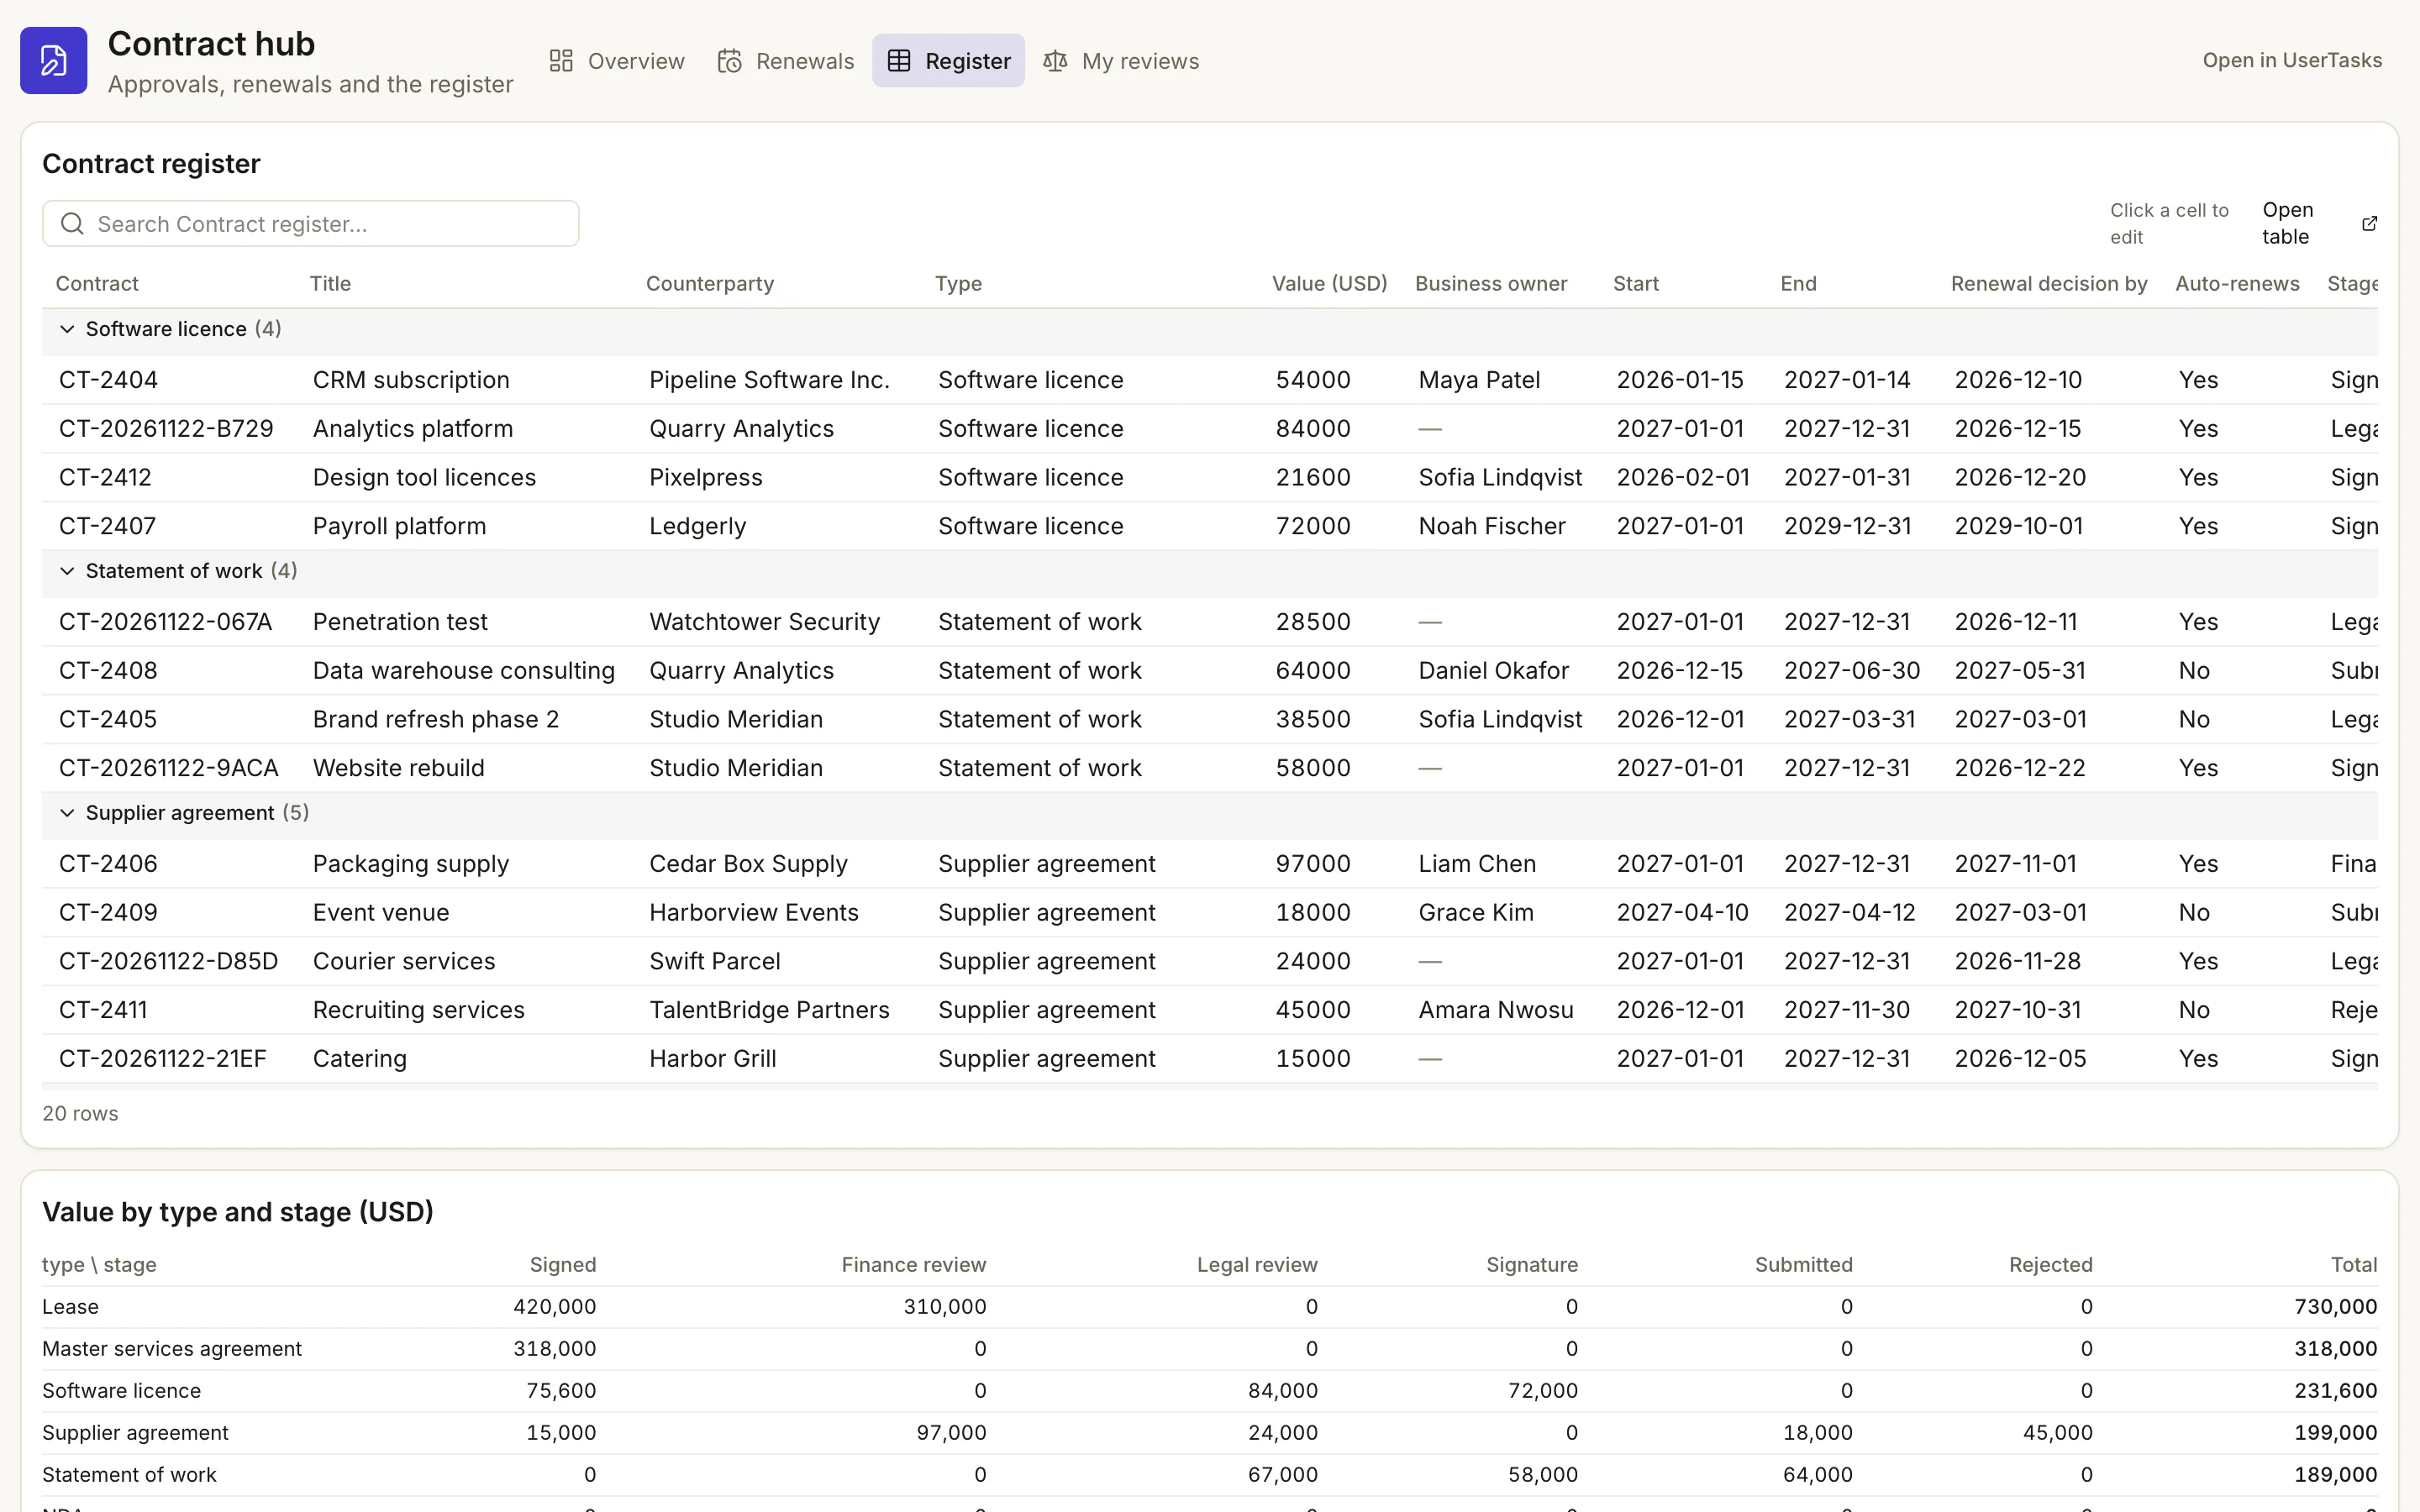 Contract hub
Approvals, renewals and the register
Overview
Renewals
Register
My reviews
Open in UserTasks
Contract register
Search Contract register...
Click a cell to edit
Open table
Contract Title Counterparty Type Value (USD) Business owner Start End Renewal decision by Auto-renews Stage
Software licence (4)
CT-2404 CRM subscription Pipeline Software Inc. Software licence 54000 Maya Patel 2026-01-15 2027-01-14 2026-12-10 Yes Sign
CT-20261122-B729 Analytics platform Quarry Analytics Software licence 84000 — 2027-01-01 2027-12-31 2026-12-15 Yes Lega
CT-2412 Design tool licences Pixelpress Software licence 21600 Sofia Lindqvist 2026-02-01 2027-01-31 2026-12-20 Yes Sign
CT-2407 Payroll platform Ledgerly Software licence 72000 Noah Fischer 2027-01-01 2029-12-31 2029-10-01 Yes Sign
Statement of work (4)
CT-20261122-067A Penetration test Watchtower Security Statement of work 28500 — 2027-01-01 2027-12-31 2026-12-11 Yes Lega
CT-2408 Data warehouse consulting Quarry Analytics Statement of work 64000 Daniel Okafor 2026-12-15 2027-06-30 2027-05-31 No Subm
CT-2405 Brand refresh phase 2 Studio Meridian Statement of work 38500 Sofia Lindqvist 2026-12-01 2027-03-31 2027-03-01 No Lega
CT-20261122-9ACA Website rebuild Studio Meridian Statement of work 58000 — 2027-01-01 2027-12-31 2026-12-22 Yes Sign
Supplier agreement (5)
CT-2406 Packaging supply Cedar Box Supply Supplier agreement 97000 Liam Chen 2027-01-01 2027-12-31 2027-11-01 Yes Fina
CT-2409 Event venue Harborview Events Supplier agreement 18000 Grace Kim 2027-04-10 2027-04-12 2027-03-01 No Subm
CT-20261122-D85D Courier services Swift Parcel Supplier agreement 24000 — 2027-01-01 2027-12-31 2026-11-28 Yes Lega
CT-2411 Recruiting services TalentBridge Partners Supplier agreement 45000 Amara Nwosu 2026-12-01 2027-11-30 2027-10-31 No Reje
CT-20261122-21EF Catering Harbor Grill Supplier agreement 15000 — 2027-01-01 2027-12-31 2026-12-05 Yes Sign
20 rows
Value by type and stage (USD)
type \ stage Signed Finance review Legal review Signature Submitted Rejected Total
Lease 420,000 310,000 0 0 0 0 730,000
Master services agreement 318,000 0 0 0 0 0 318,000
Software licence 75,600 0 84,000 72,000 0 0 231,600
Supplier agreement 15,000 97,000 24,000 0 18,000 45,000 199,000
Statement of work 0 0 67,000 58,000 64,000 0 189,000